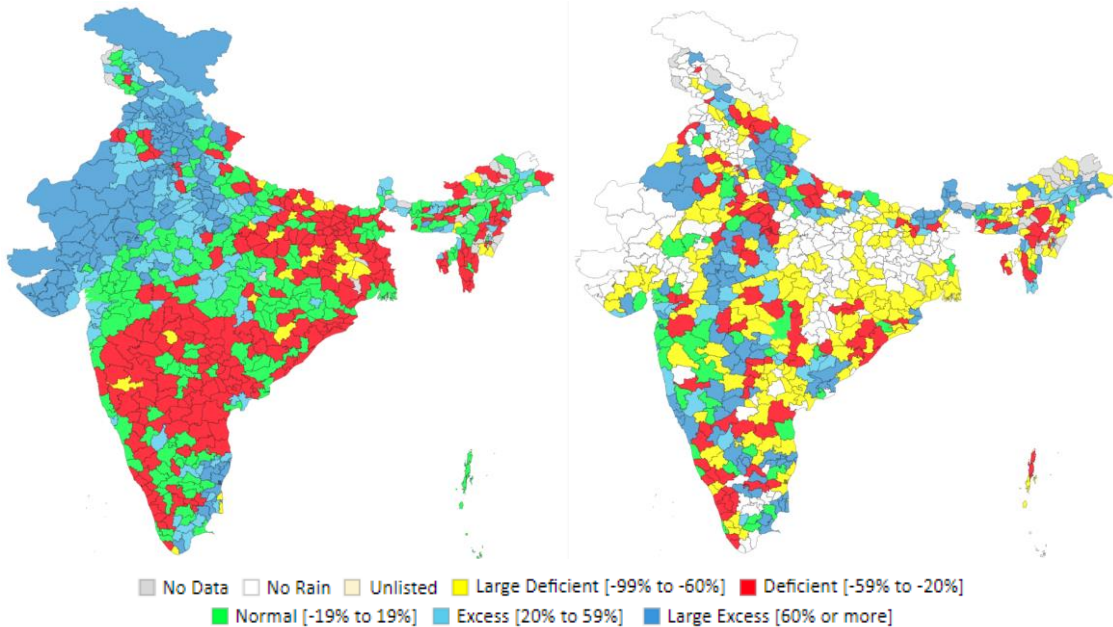 No Data No Rain Unlisted Large Deficient [-99% to -60%] Deficient [-59% to -20%]
Normal [-19% to 19%] Excess [20% to 59%] Large Excess [60% or more]